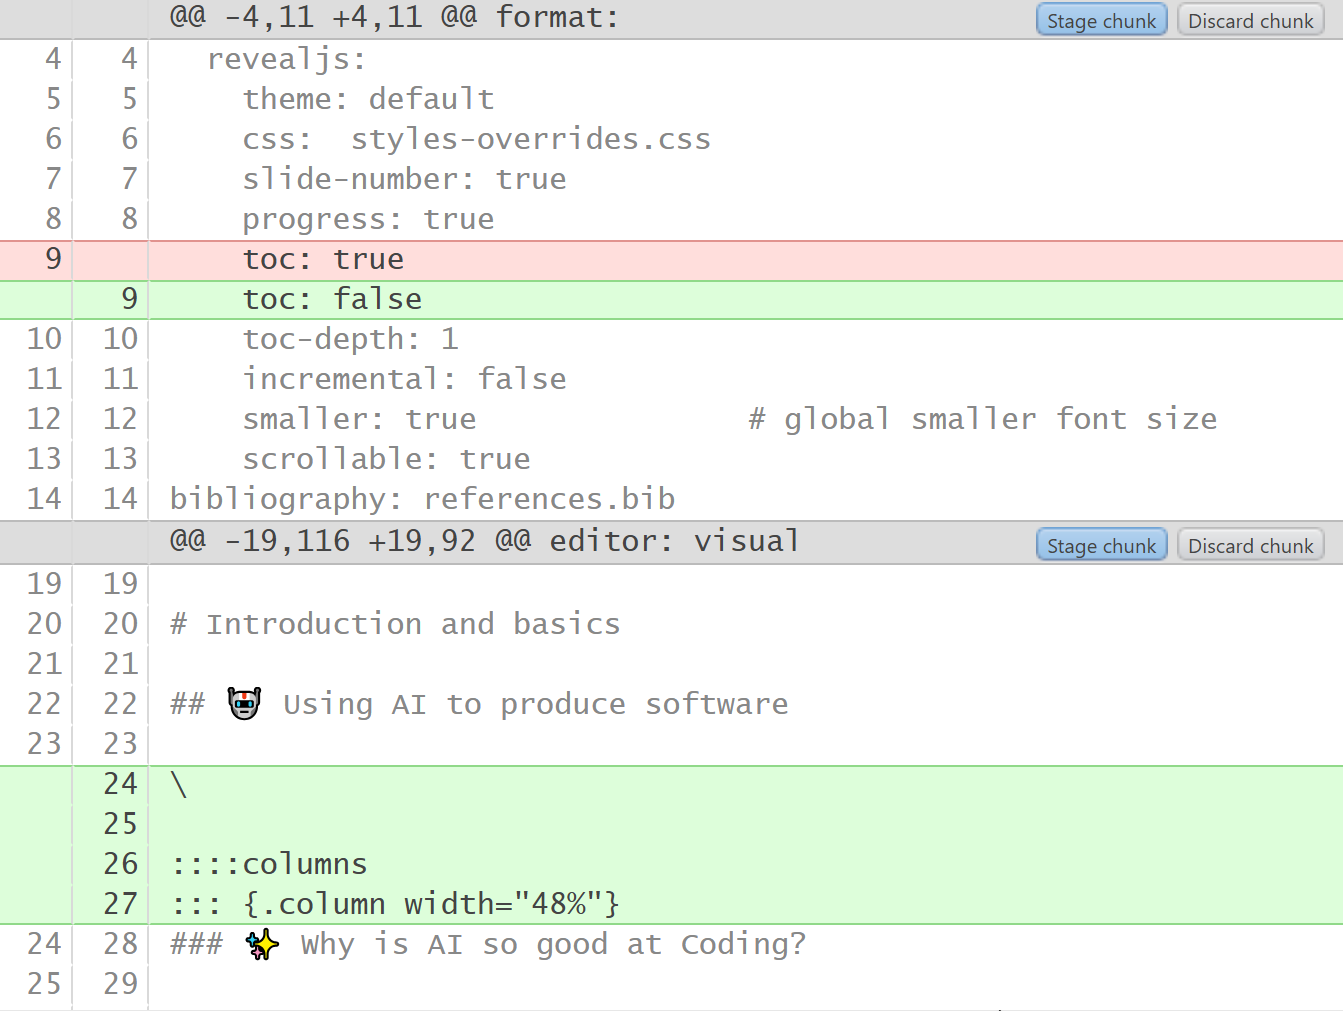 @@ -4,11 +4,11 @@ format:
Stage chunk
Discard chunk
4 4 revealjs:
5 5 theme: default
6 6 css:  styles-overrides.css
7 7 slide-number: true
8 8 progress: true
9 toc: true
9 toc: false
10 10 toc-depth: 1
11 11 incremental: false
12 12 smaller: true # global smaller font size
13 13 scrollable: true
14 14 bibliography: references.bib
@@ -19,116 +19,92 @@ editor: visual
Stage chunk
Discard chunk
19 19
20 20 # Introduction and basics
21 21
22 22 ## 🤖 Using AI to produce software
23 23
24 \
25
26 ::::columns
27 ::: {.column width="48%"}
24 28 ### ✨ Why is AI so good at Coding?
25 29